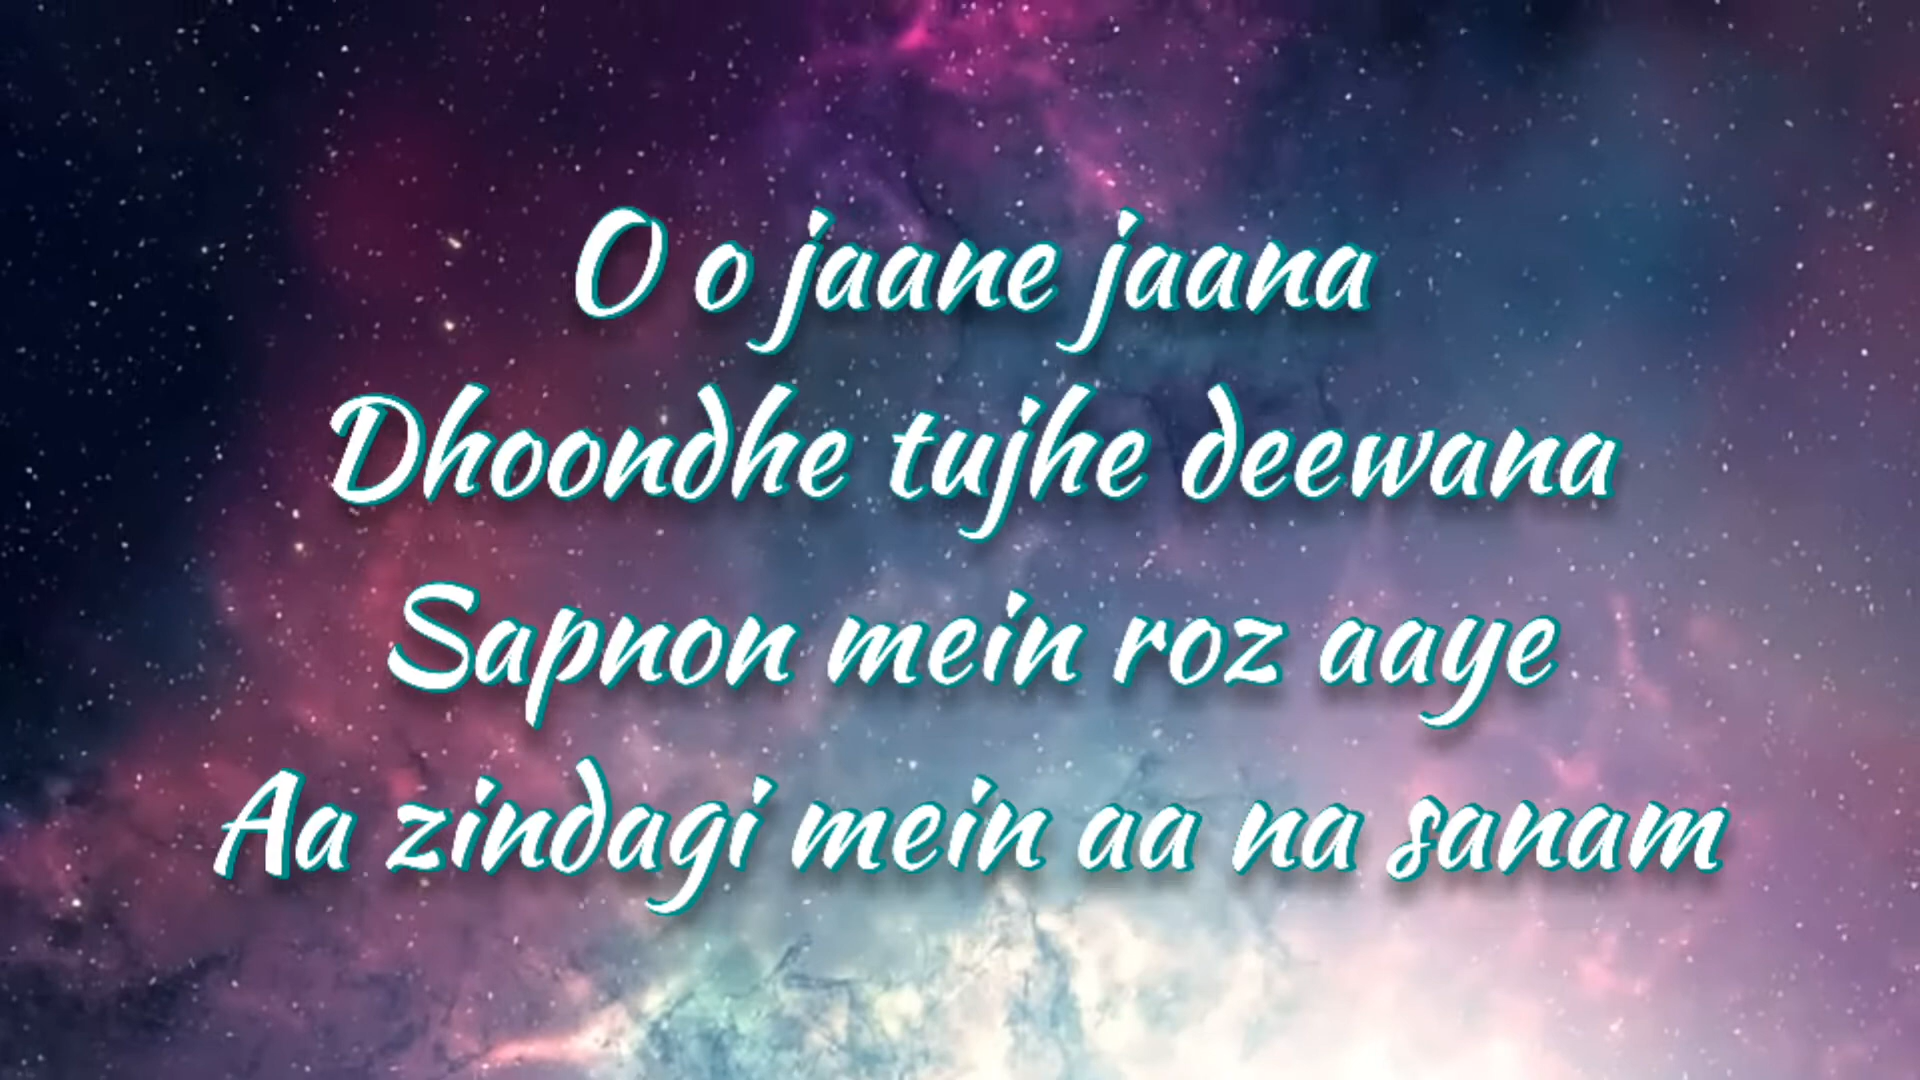 O o jaane jaana
Dhoondhe tujhe deewana
Sapnon mein roz aaye
Aa zindagi mein aa na sanam